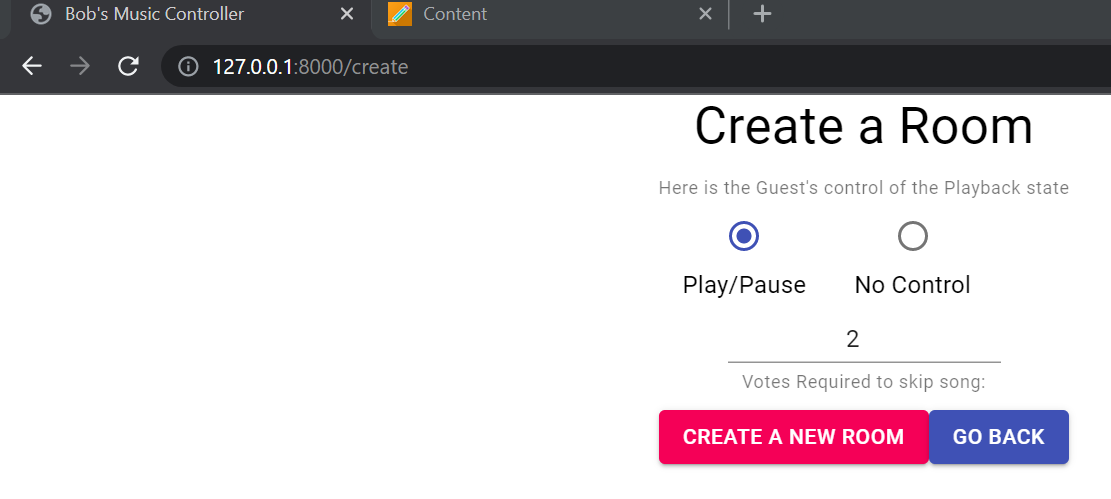 Bob's Music Controller
Content
127.0.0.1:8000/create
Create a Room
Here is the Guest's control of the Playback state
Play/Pause No Control
2
Votes Required to skip song:
CREATE A NEW ROOM GO BACK